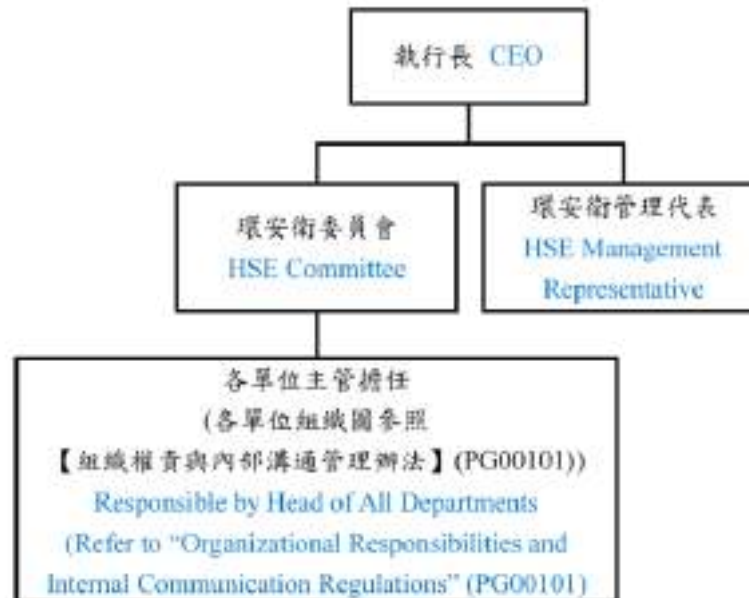 執行長 CEO
環安衛委員會
HSE Committee
環安衛管理代表
HSE Management
Representative
各單位主管擔任
(各單位組織圖參照
【組織權責與內部溝通管理辦法】(PG00101))
Responsible by Head of All Departments
(Refer to “Organizational Responsibilities and
Internal Communication Regulations” (PG00101)